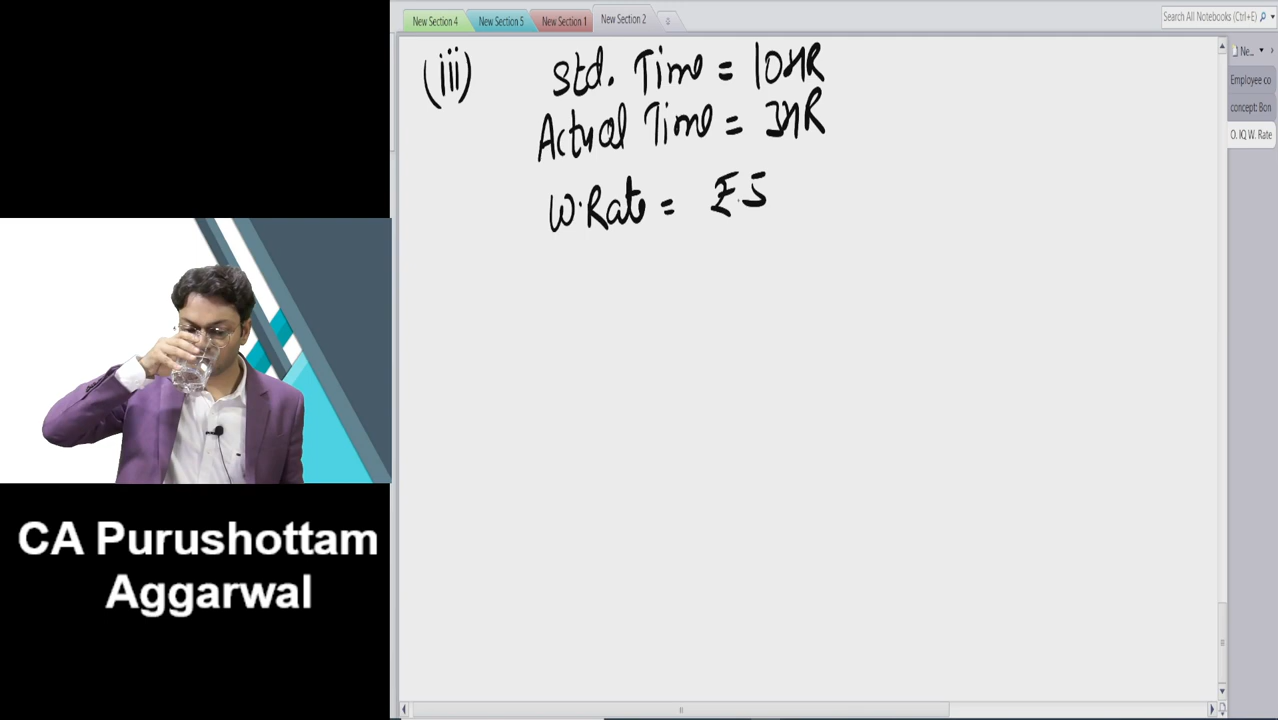 New Section 4
New Section 5
New Section 1
New Section 2
Search All Notebooks (Ctrl+E)
Ne...
Employee co
concept: Bon
O. IQ W. Rate
(iii) Std. Time = 10HR
Actual Time = 3HR
W.Rate = ₹.5
CA Purushottam
Aggarwal